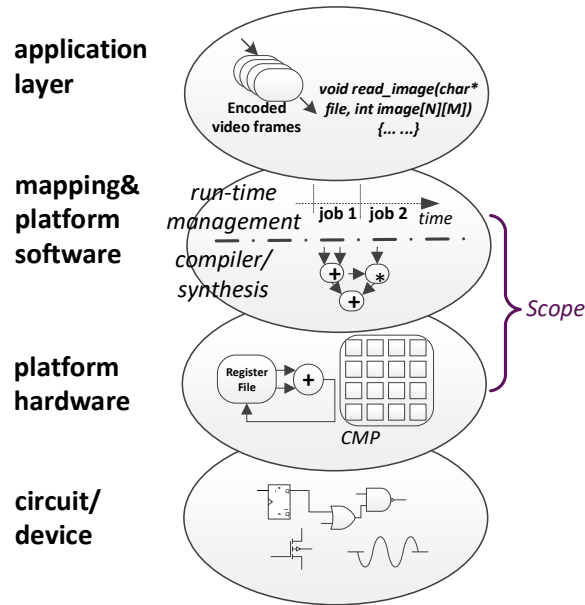 application
layer
Encoded
video frames
void read_image(char*
file, int image[N][M])
{... ...}
mapping&
platform
software
run-time
management
job 1
job 2
time
compiler/
synthesis
+
*
+
Scope
platform
hardware
Register
File
+
CMP
circuit/
device